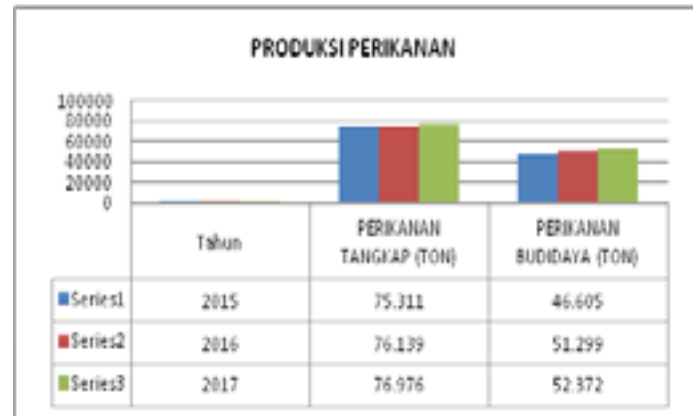 PRODUKSI PERIKANAN
100000
80000
60000
40000
20000
0
Tahun PERIKANAN TANGKAP (TON) PERIKANAN BUDIDAYA (TON)
Series1 2015 75.311 46.605
Series2 2016 76.139 51.299
Series3 2017 76.976 52.372